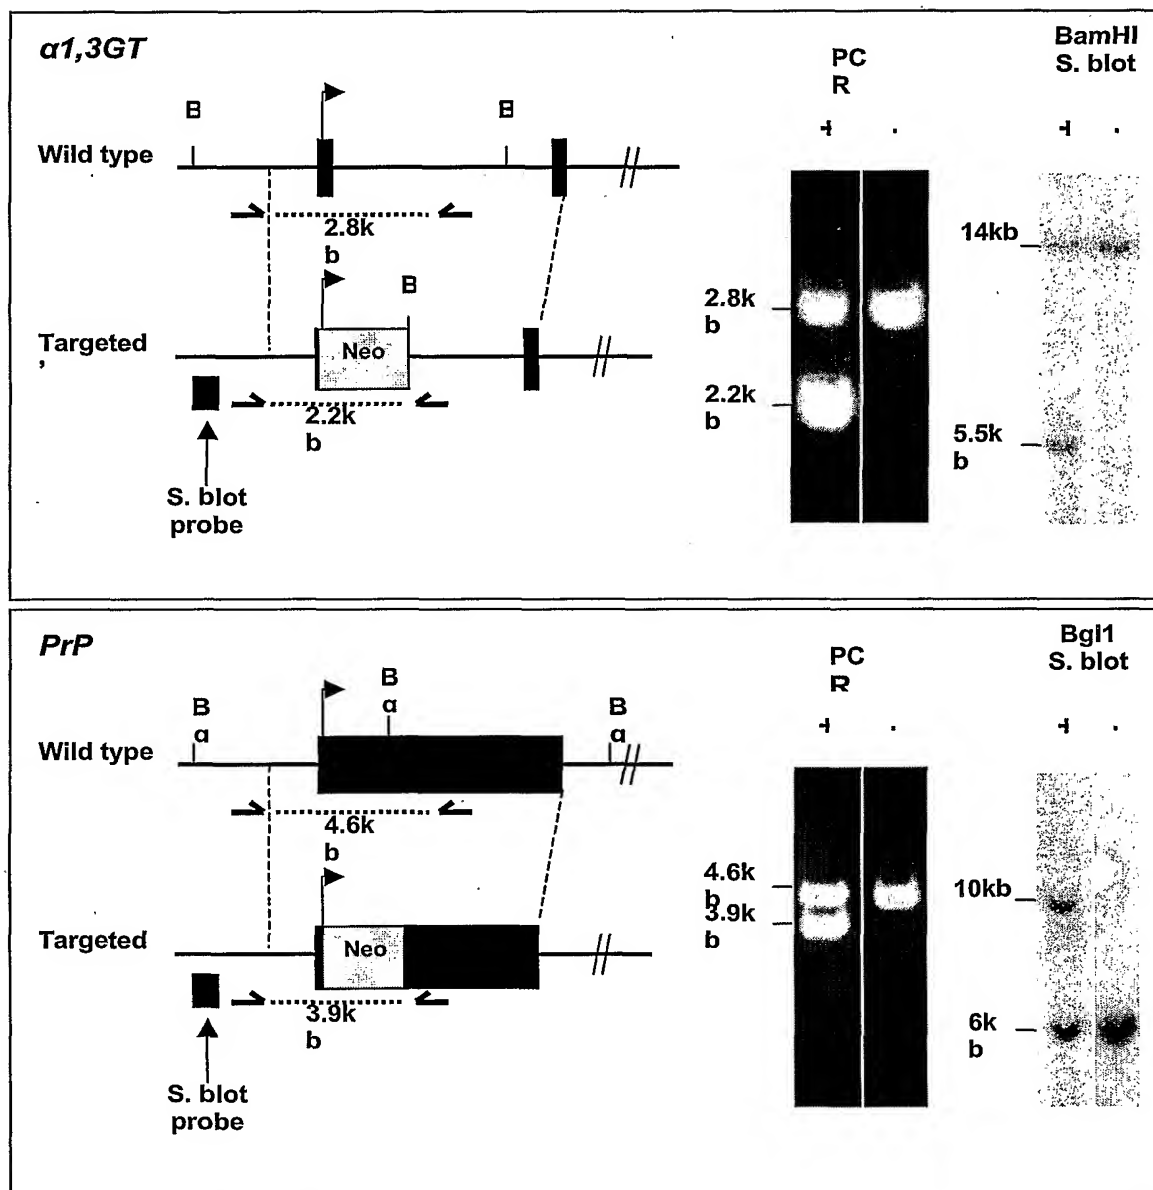 α1,3GT
PC
R
BamHI
S. blot
+
-
+
-
B
B
Wild type
2.8k
b
14kb
B
2.8k
b
Targeted
Neo
2.2k
b
2.2k
b
5.5k
b
S. blot
probe
PrP
PC
R
Bgl1
S. blot
+
-
+
-
B
α
B
α
B
α
Wild type
4.6k
b
4.6k
b
10kb
3.9k
b
Targeted
Neo
3.9k
b
6k
b
S. blot
probe